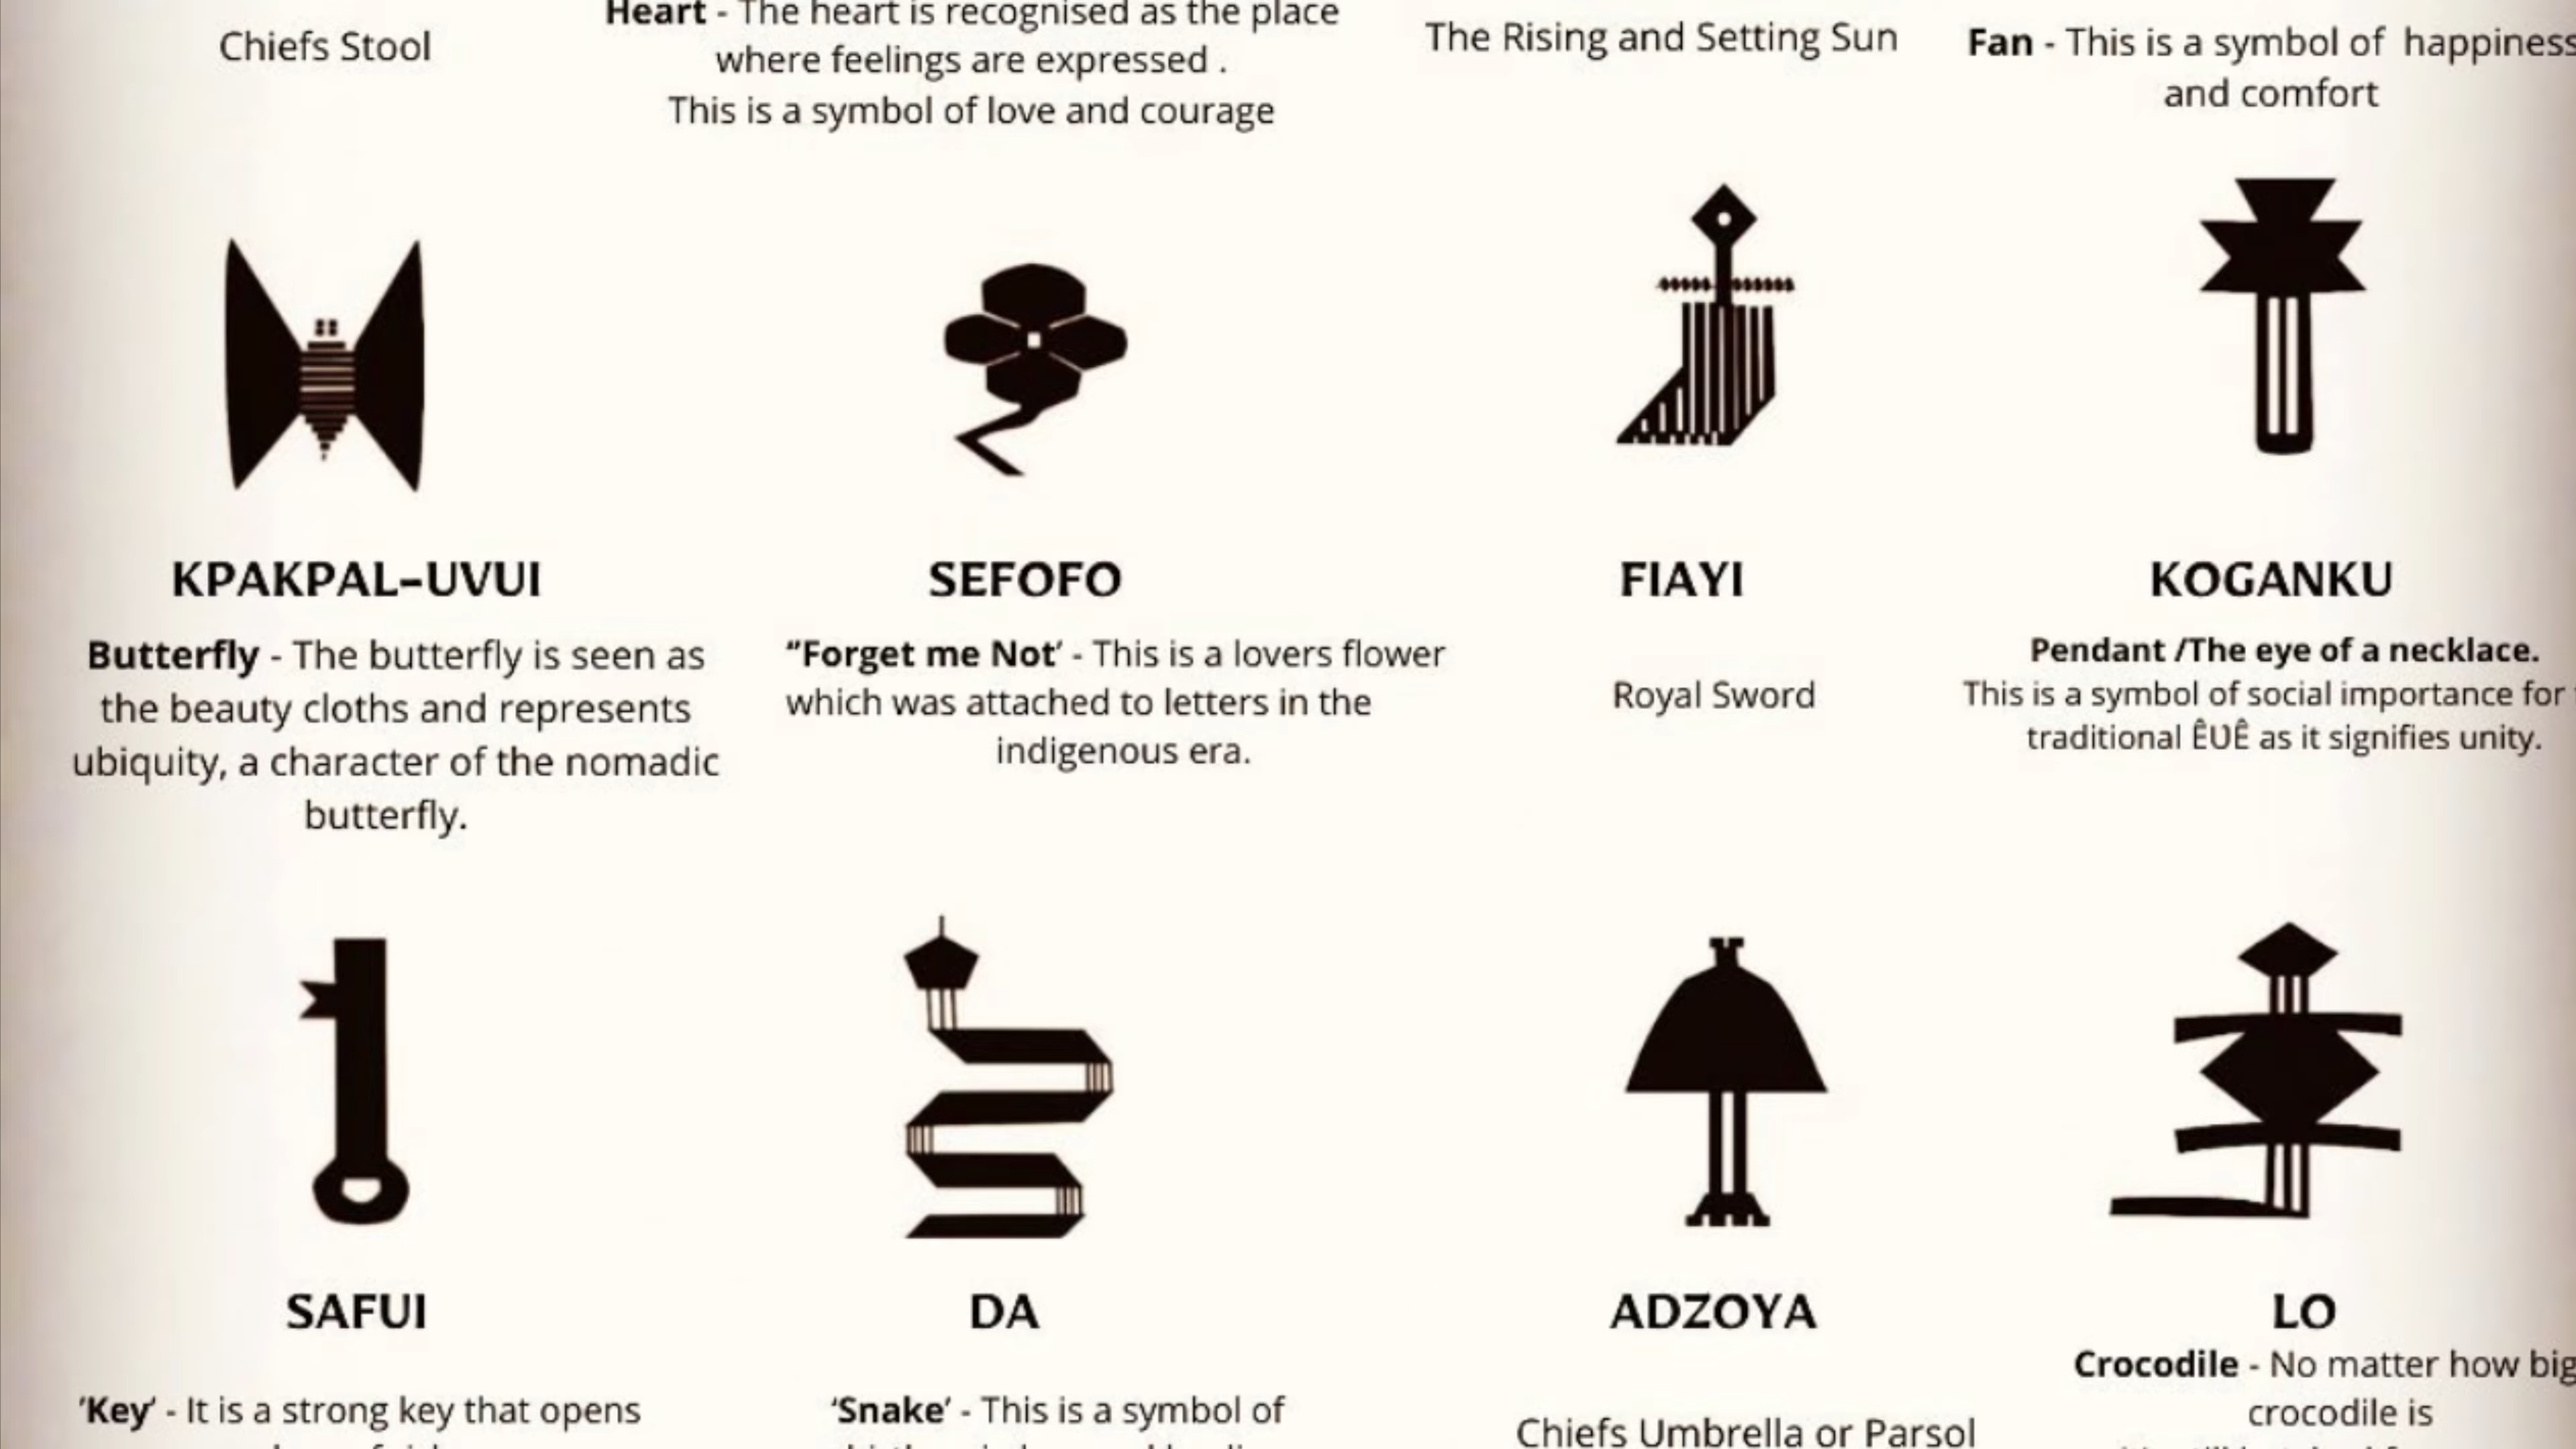 Chiefs Stool
Heart - The heart is recognised as the place
where feelings are expressed .
This is a symbol of love and courage
The Rising and Setting Sun
Fan - This is a symbol of happiness
and comfort
KPAKPAL-UVUI
Butterfly - The butterfly is seen as
the beauty cloths and represents
ubiquity, a character of the nomadic
butterfly.
SEFOFO
‘'Forget me Not’ - This is a lovers flower
which was attached to letters in the
indigenous era.
FIAYI
Royal Sword
KOGANKU
Pendant /The eye of a necklace.
This is a symbol of social importance for
traditional ÊƲÊ as it signifies unity.
SAFUI
‘Key’ - It is a strong key that opens
DA
‘Snake’ - This is a symbol of
ADZOYA
Chiefs Umbrella or Parsol
LO
Crocodile - No matter how big
crocodile is